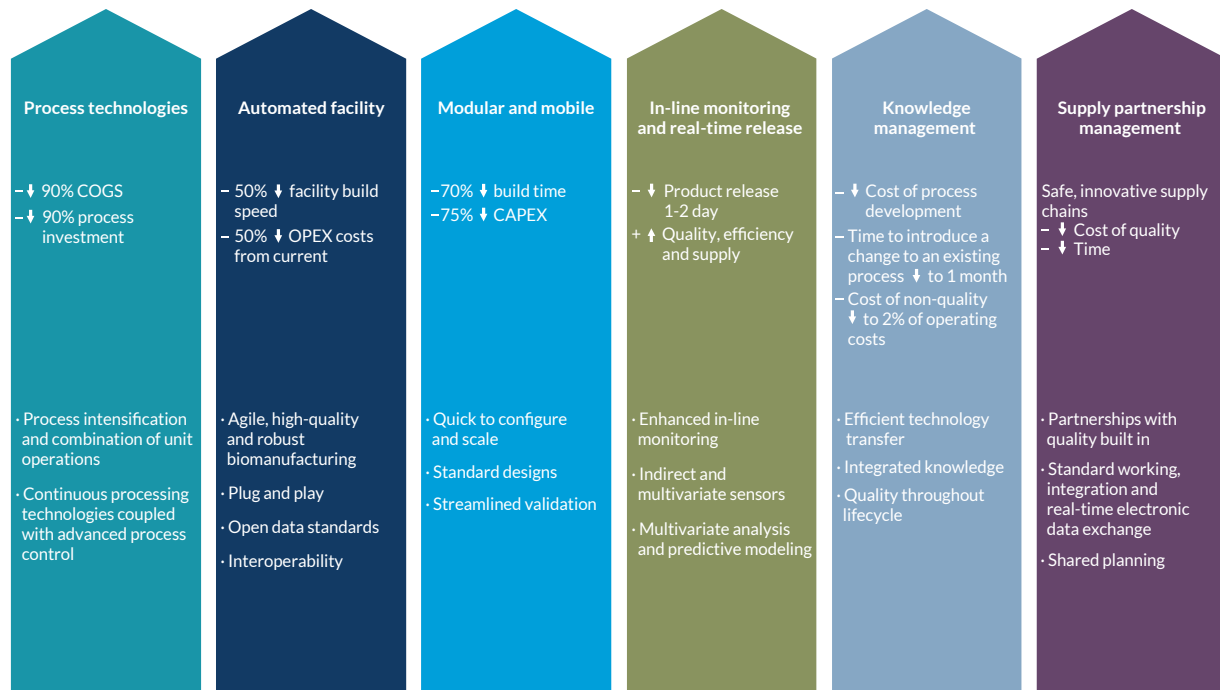 Process technologies
– ⬇ 90% COGS
– ⬇ 90% process
investment
· Process intensification
and combination of unit
operations
· Continuous processing
technologies coupled
with advanced process
control
Automated facility
– 50% ⬇ facility build
speed
– 50% ⬇ OPEX costs
from current
· Agile, high-quality
and robust
biomanufacturing
· Plug and play
· Open data standards
· Interoperability
Modular and mobile
–70% ⬇ build time
–75% ⬇ CAPEX
· Quick to configure
and scale
· Standard designs
· Streamlined validation
In-line monitoring
and real-time release
– ⬇ Product release
1-2 day
+ ⬆ Quality, efficiency
and supply
· Enhanced in-line
monitoring
· Indirect and
multivariate sensors
· Multivariate analysis
and predictive modeling
Knowledge
management
– ⬇ Cost of process
development
– Time to introduce a
change to an existing
process ⬇ to 1 month
– Cost of non-quality
⬇ to 2% of operating
costs
· Efficient technology
transfer
· Integrated knowledge
· Quality throughout
lifecycle
Supply partnership
management
Safe, innovative supply
chains
– ⬇ Cost of quality
– ⬇ Time
· Partnerships with
quality built in
· Standard working,
integration and
real-time electronic
data exchange
· Shared planning